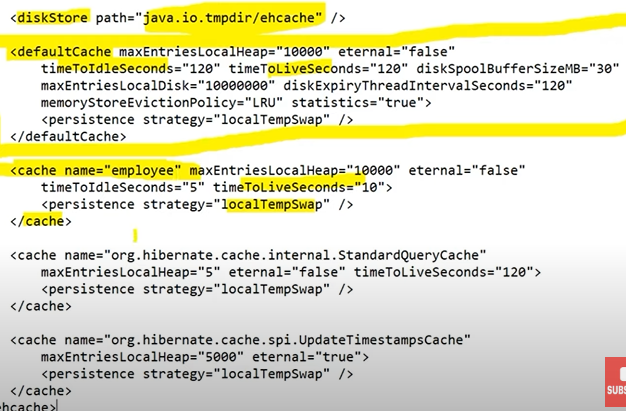 <diskStore path="java.io.tmpdir/ehcache" />
<defaultCache maxEntriesLocalHeap="10000" eternal="false"
timeToIdleSeconds="120" timeToLiveSeconds="120" diskSpoolBufferSizeMB="30"
maxEntriesLocalDisk="10000000" diskExpiryThreadIntervalSeconds="120"
memoryStoreEvictionPolicy="LRU" statistics="true">
<persistence strategy="localTempSwap" />
</defaultCache>
<cache name="employee" maxEntriesLocalHeap="10000" eternal="false"
timeToIdleSeconds="5" timeToLiveSeconds="10">
<persistence strategy="localTempSwap" />
</cache>
<cache name="org.hibernate.cache.internal.StandardQueryCache"
maxEntriesLocalHeap="5" eternal="false" timeToLiveSeconds="120">
<persistence strategy="localTempSwap" />
</cache>
<cache name="org.hibernate.cache.spi.UpdateTimestampsCache"
maxEntriesLocalHeap="5000" eternal="true">
<persistence strategy="localTempSwap" />
</cache>
ehcache>
SUBS